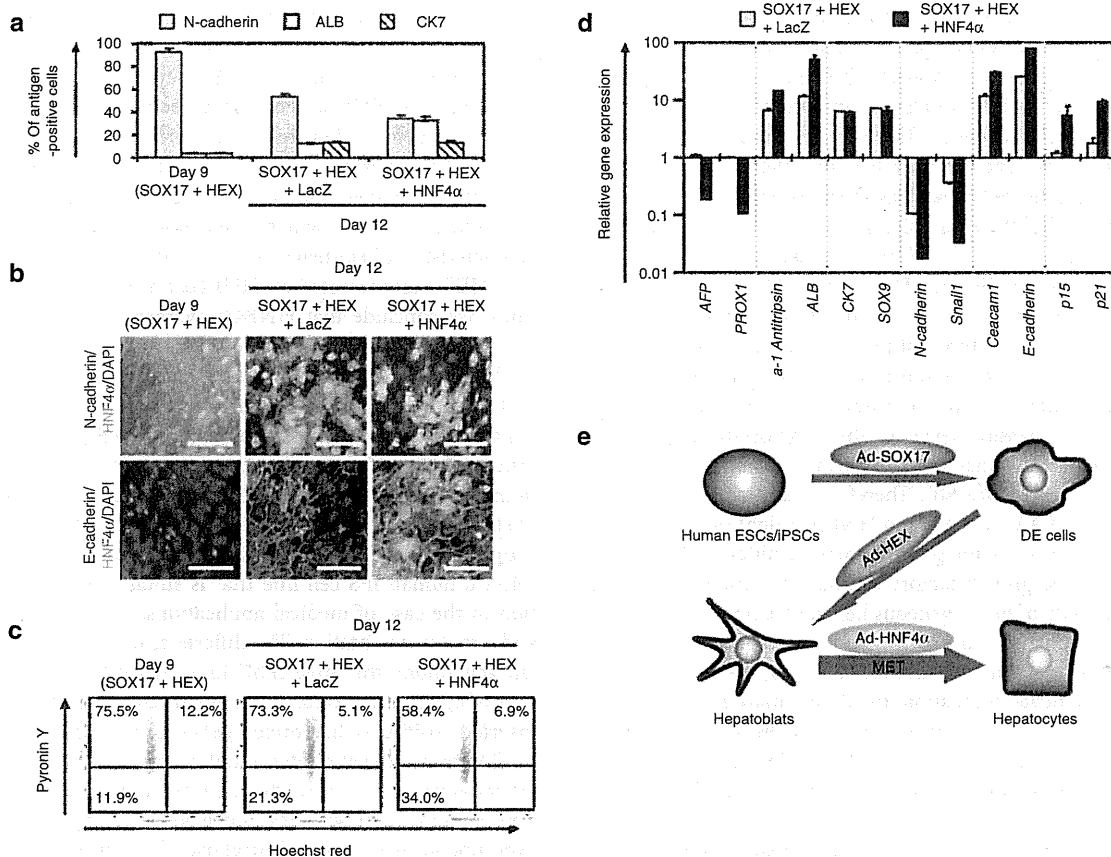 a
N-cadherin ALB CK7
% Of antigen
-positive cells
100
80
60
40
20
0
Day 9
(SOX17 + HEX)
SOX17 + HEX
+ LacZ
SOX17 + HEX
+ HNF4α
Day 12
b
Day 12
Day 9
(SOX17 + HEX)
SOX17 + HEX
+ LacZ
SOX17 + HEX
+ HNF4α
N-cadherin/
HNF4α/DAPI
E-cadherin/
HNF4α/DAPI
c
Day 12
Day 9
(SOX17 + HEX)
SOX17 + HEX
+ LacZ
SOX17 + HEX
+ HNF4α
75.5% 12.2%
11.9%
73.3% 5.1%
21.3%
58.4% 6.9%
34.0%
Pyronin Y
Hoechst red
d
SOX17 + HEX
+ LacZ
SOX17 + HEX
+ HNF4α
Relative gene expression
100
10
1
0.1
0.01
AFP
PROX1
a-1 Antitripsin
ALB
CK7
SOX9
N-cadherin
Snail1
Ceacam1
E-cadherin
p15
p21
e
Ad-SOX17
Human ESCs/iPSCs
DE cells
Ad-HEX
Ad-HNF4α
MET
Hepatoblats
Hepatocytes